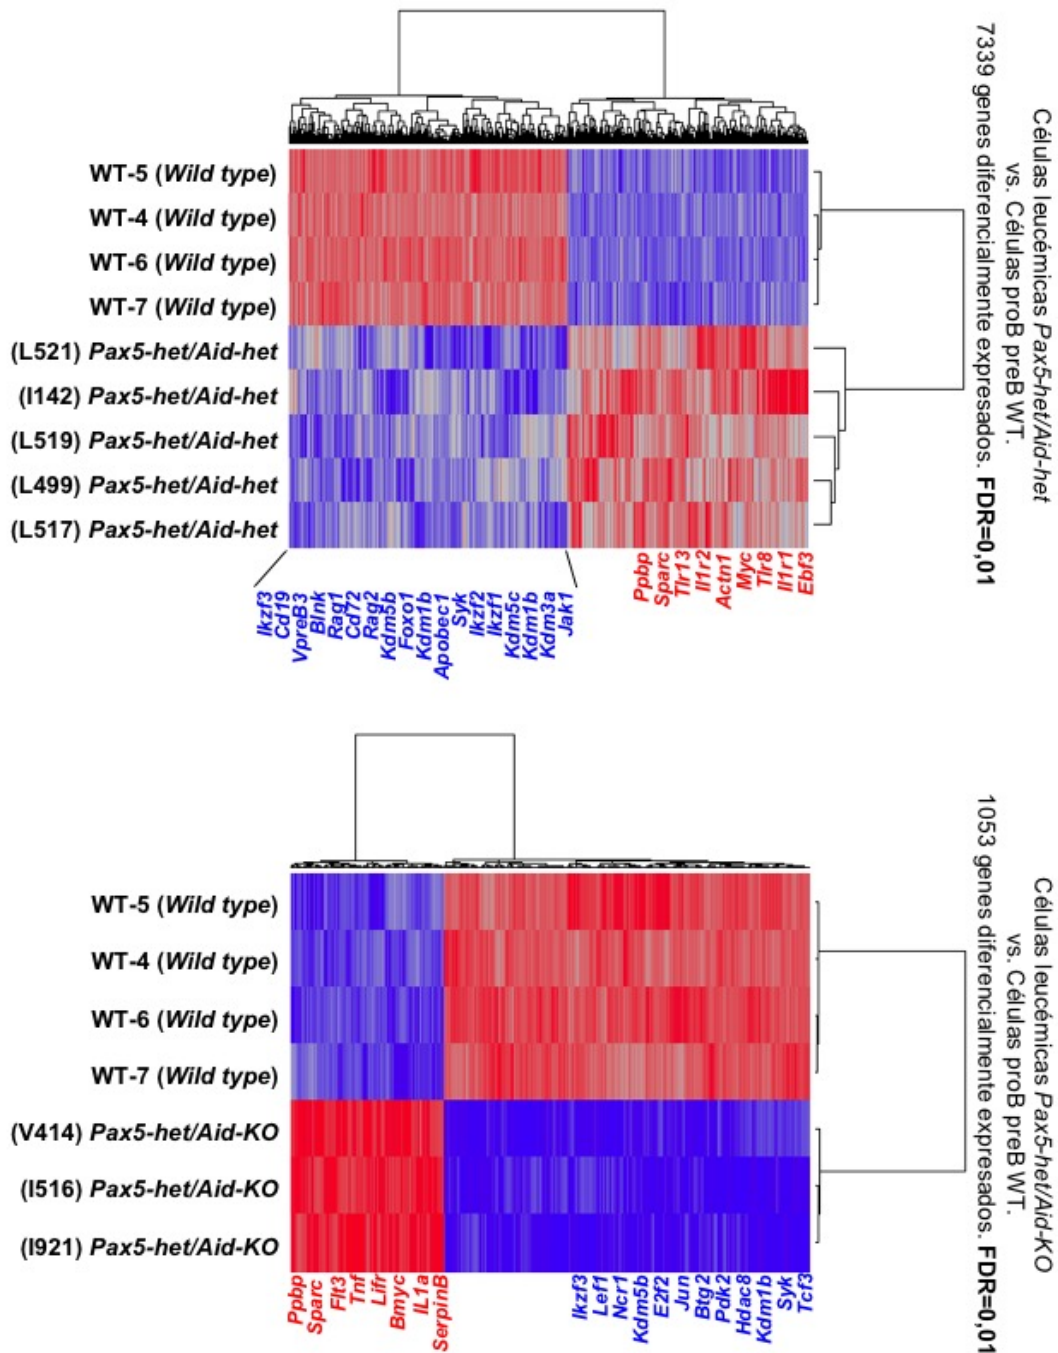 Células leucémicas Pax5-het/Aid-het
vs. Células proB preB WT.
7339 genes diferencialmente expresados. FDR=0,01
WT-5 (Wild type)
WT-4 (Wild type)
WT-6 (Wild type)
WT-7 (Wild type)
(L521) Pax5-het/Aid-het
(I142) Pax5-het/Aid-het
(L519) Pax5-het/Aid-het
(L499) Pax5-het/Aid-het
(L517) Pax5-het/Aid-het
Ikzf3
Cd19
VpreB3
Blnk
Rag1
Cd72
Rag2
Kdm5b
Foxo1
Kdm1b
Apobec1
Syk
Ikzf2
Ikzf1
Kdm5c
Kdm1b
Kdm3a
Jak1
Ppbp
Sparc
Tlr13
Il1r2
Actn1
Myc
Tlr8
Il1r1
Ebf3
Células leucémicas Pax5-het/Aid-KO
vs. Células proB preB WT.
1053 genes diferencialmente expresados. FDR=0,01
WT-5 (Wild type)
WT-4 (Wild type)
WT-6 (Wild type)
WT-7 (Wild type)
(V414) Pax5-het/Aid-KO
(I516) Pax5-het/Aid-KO
(I921) Pax5-het/Aid-KO
Ppbp
Sparc
Flt3
Tnf
Lifr
Bmyc
IL1a
SerpinB
Ikzf3
Lef1
Ncr1
Kdm5b
E2f2
Jun
Btg2
Pdk2
Hdac8
Kdm1b
Syk
Tcf3